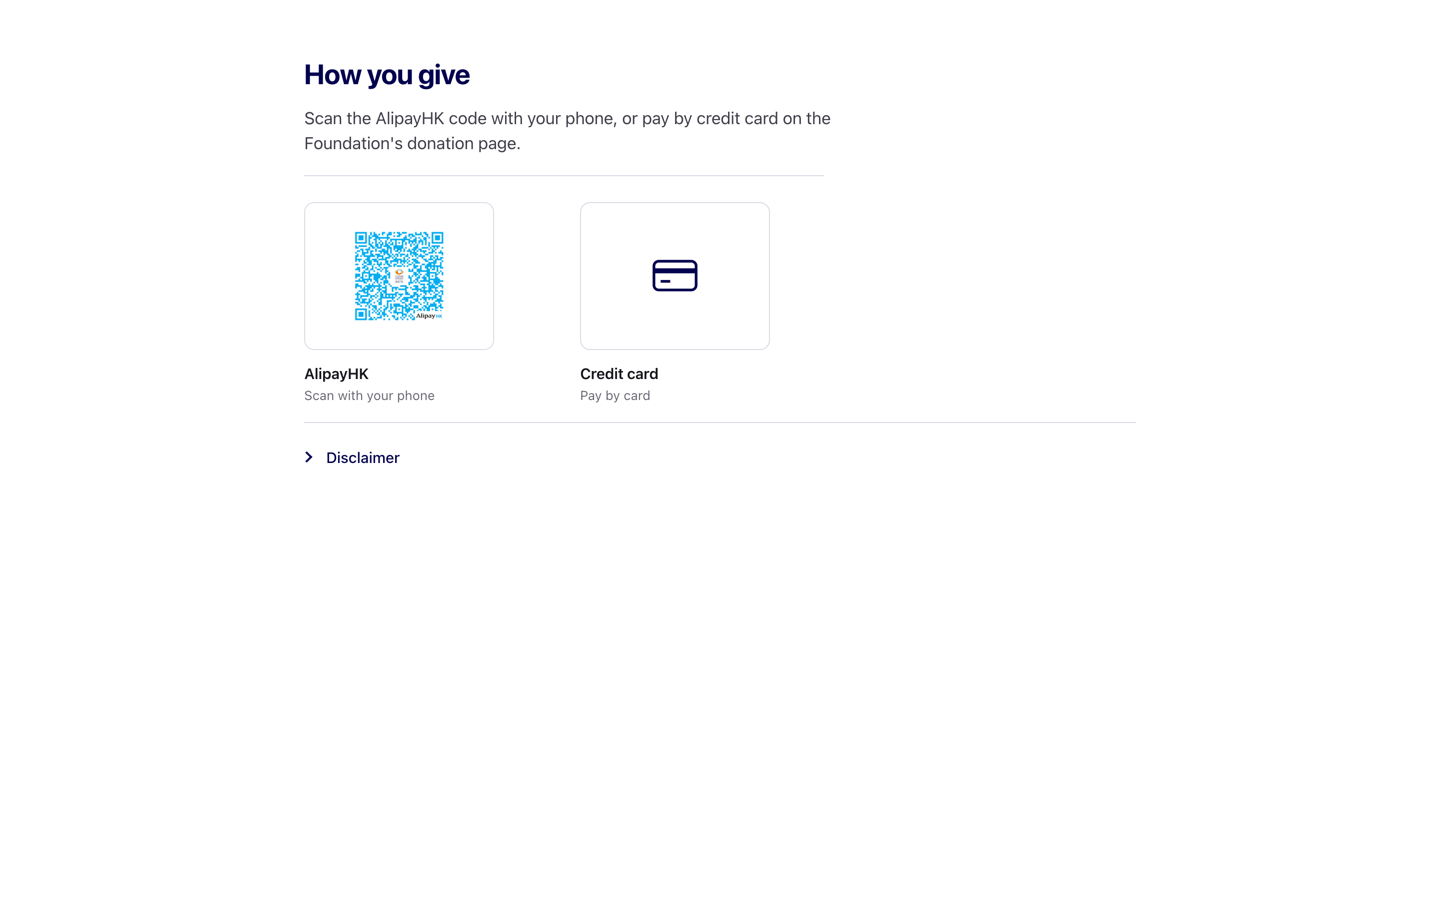 How you give
Scan the AlipayHK code with your phone, or pay by credit card on the
Foundation's donation page.
AlipayHK
AlipayHK
Scan with your phone
Credit card
Pay by card
Disclaimer